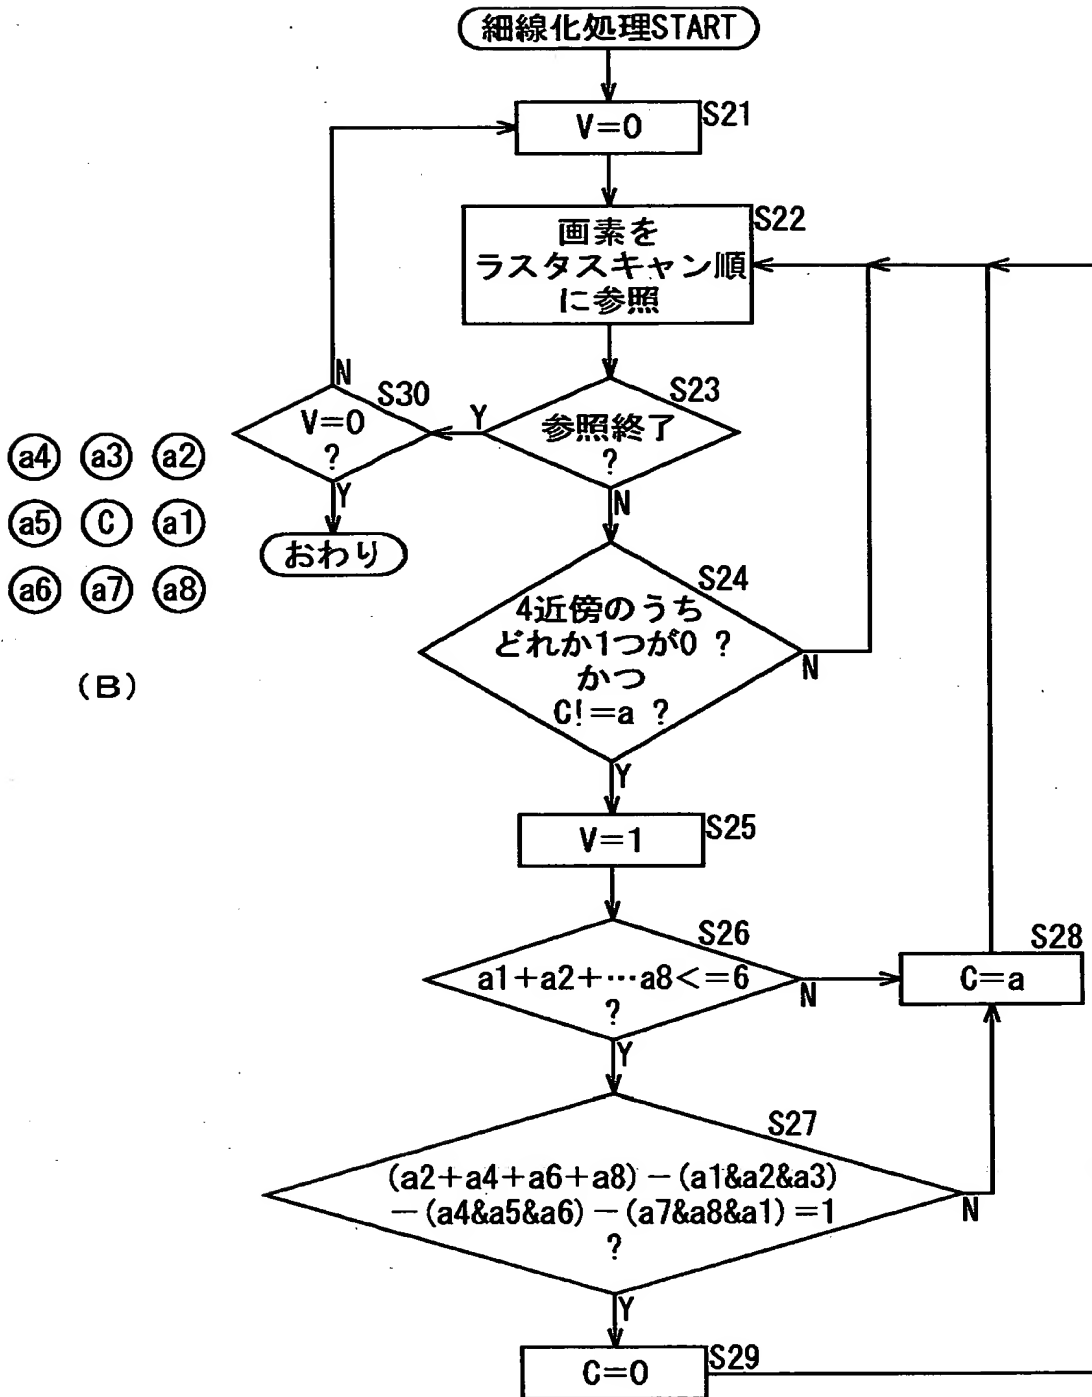 細線化処理START
V=0
S21
画素を
ラスタスキャン順
に参照
S22
参照終了
?
S23
Y
N
V=0
?
S30
N
Y
おわり
a4 a3 a2
a5 C a1
a6 a7 a8
(B)
4近傍のうち
どれか1つが0 ?
かつ
C!=a ?
S24
N
Y
V=1
S25
a1+a2+…a8<=6
?
S26
N
Y
C=a
S28
(a2+a4+a6+a8)-(a1&a2&a3)
-(a4&a5&a6)-(a7&a8&a1)=1
?
S27
N
Y
C=0
S29